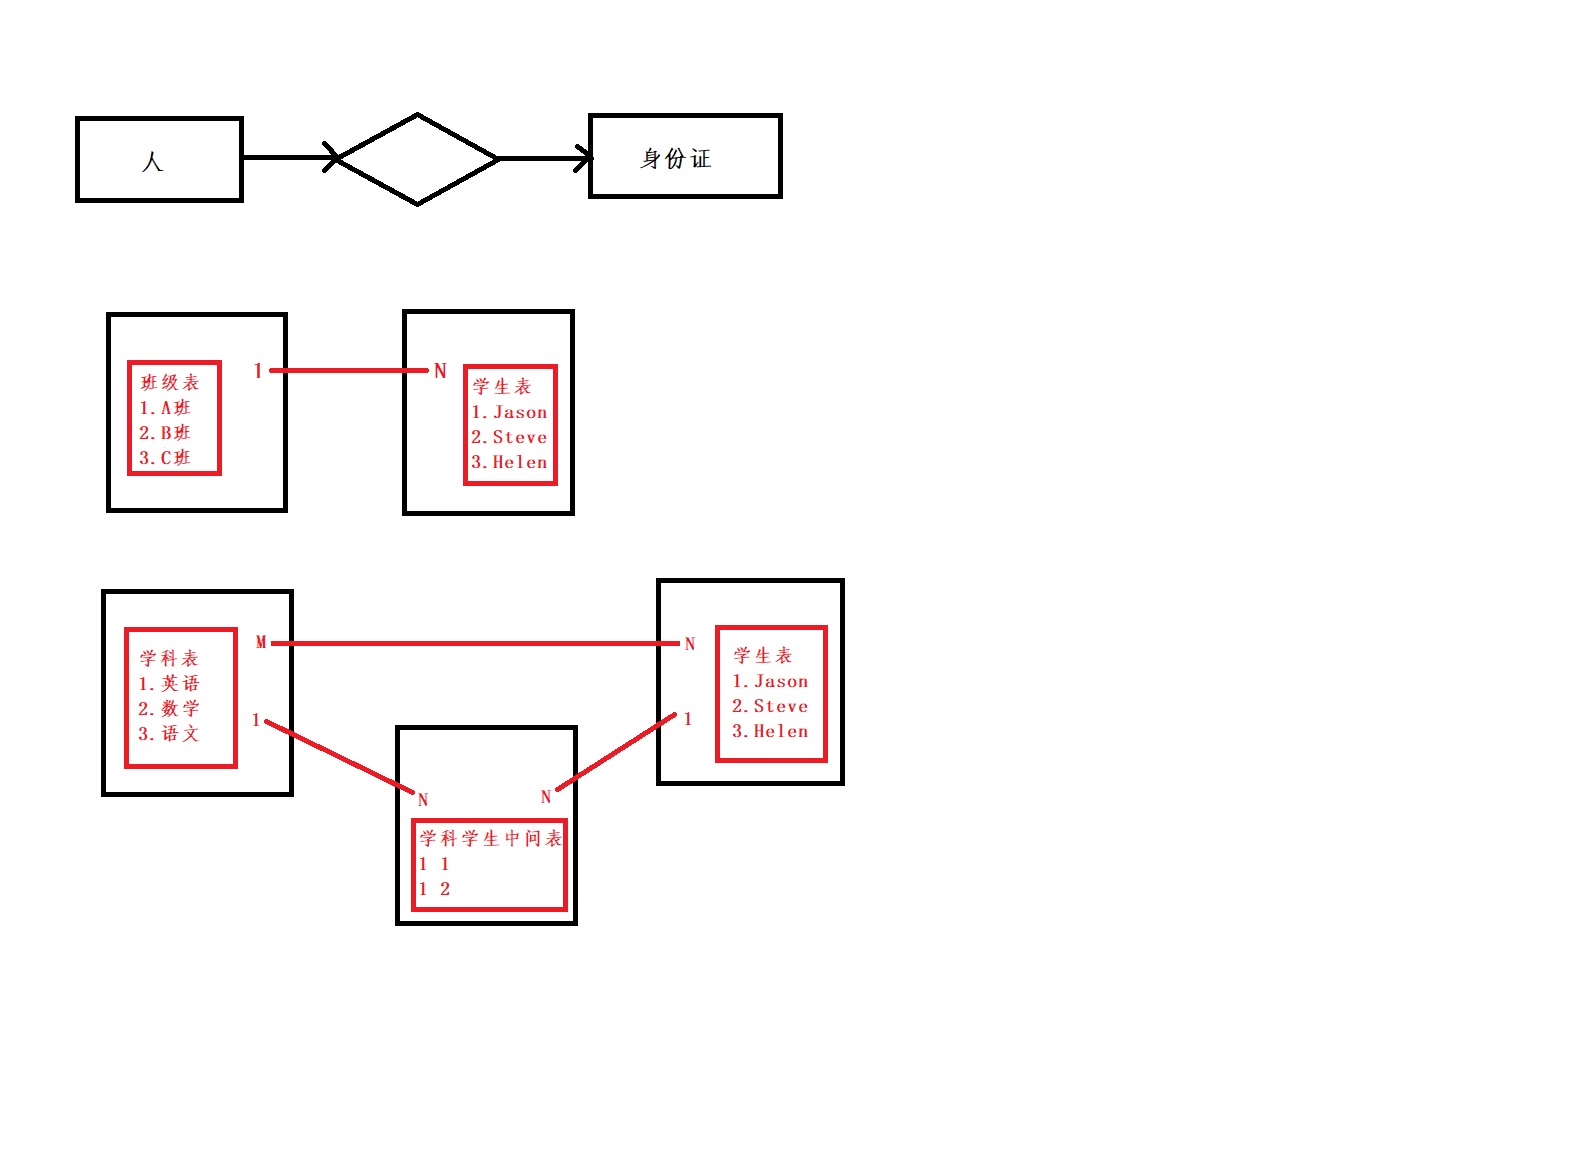 人
身份证
1
N
班级表
1.A班
2.B班
3.C班
学生表
1.Jason
2.Steve
3.Helen
M
N
学科表
1.英语
2.数学
3.语文
1
学生表
1.Jason
2.Steve
3.Helen
1
N
N
学科学生中间表
1 1
1 2